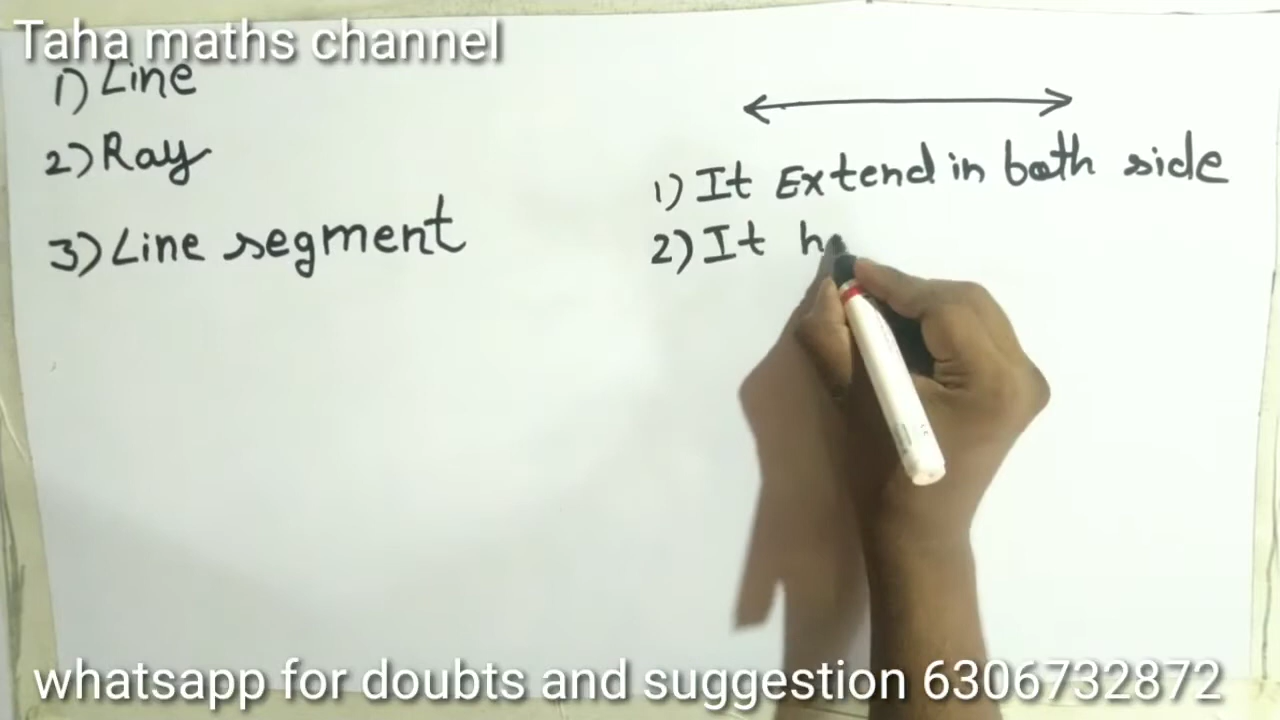 Taha maths channel
1) Line
2) Ray
3) Line segment
1) It Extend in both side
2) It
whatsapp for doubts and suggestion 6306732872